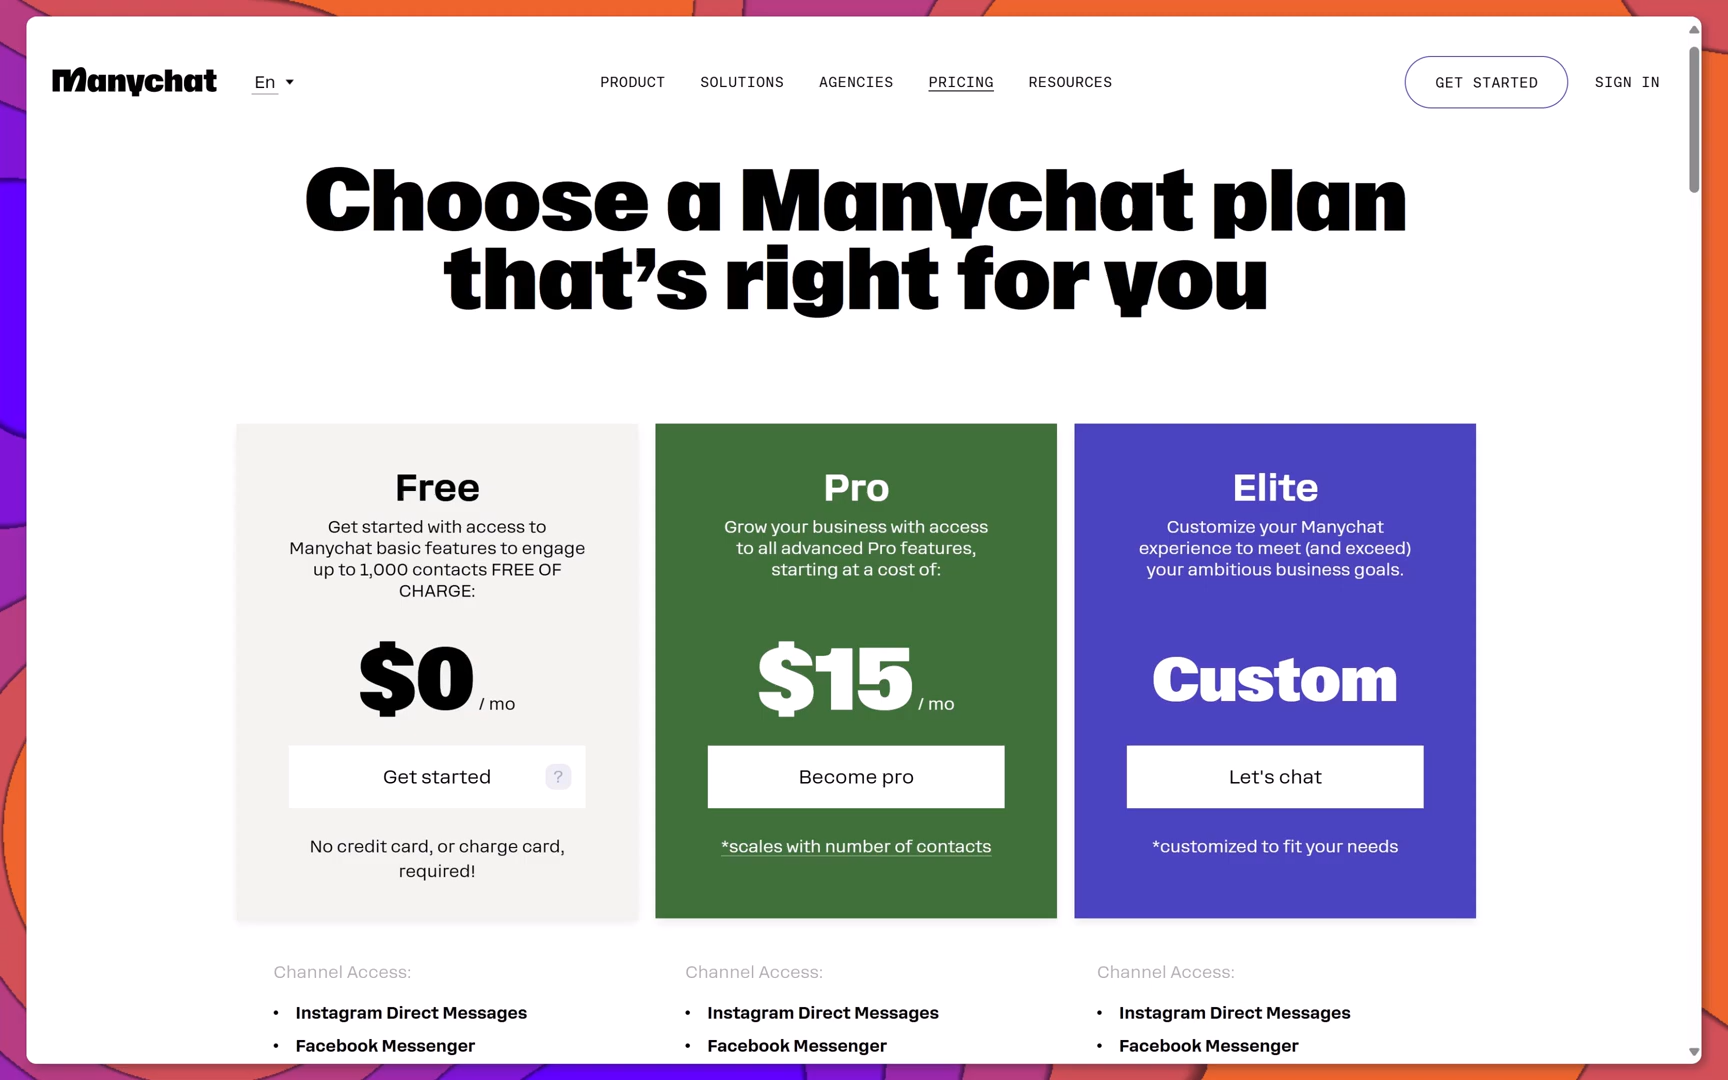 Manychat
En
PRODUCT SOLUTIONS AGENCIES PRICING RESOURCES
GET STARTED SIGN IN
Choose a Manychat plan
that’s right for you
Free
Get started with access to
Manychat basic features to engage
up to 1,000 contacts FREE OF
CHARGE:
$0 / mo
Get started ?
No credit card, or charge card,
required!
Pro
Grow your business with access
to all advanced Pro features,
starting at a cost of:
$15 / mo
Become pro
*scales with number of contacts
Elite
Customize your Manychat
experience to meet (and exceed)
your ambitious business goals.
Custom
Let's chat
*customized to fit your needs
Channel Access:
• Instagram Direct Messages
• Facebook Messenger
Channel Access:
• Instagram Direct Messages
• Facebook Messenger
Channel Access:
• Instagram Direct Messages
• Facebook Messenger